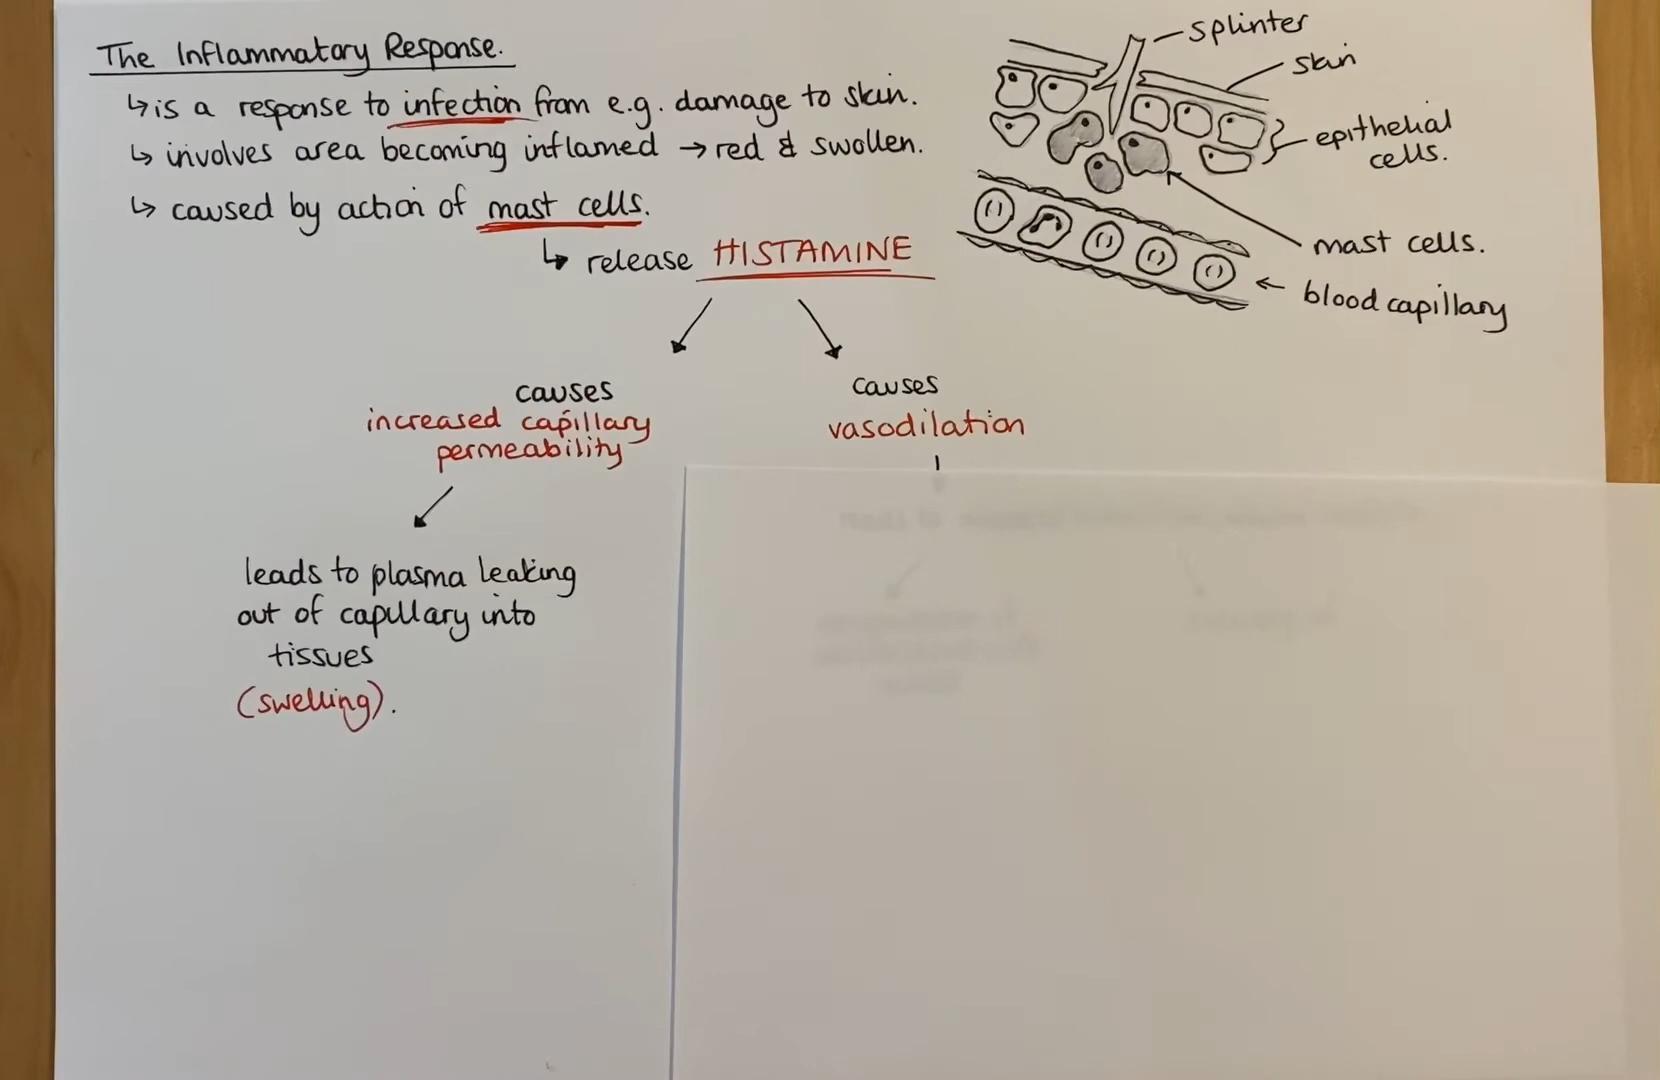 The Inflammatory Response.
↳ is a response to infection from e.g. damage to skin.
↳ involves area becoming inflamed → red & swollen.
↳ caused by action of mast cells.
↳ release HISTAMINE
splinter
skin
epithelial
cells.
mast cells.
blood capillary
causes
increased capillary
permeability
leads to plasma leaking
out of capillary into
tissues
(swelling).
causes
vasodilation